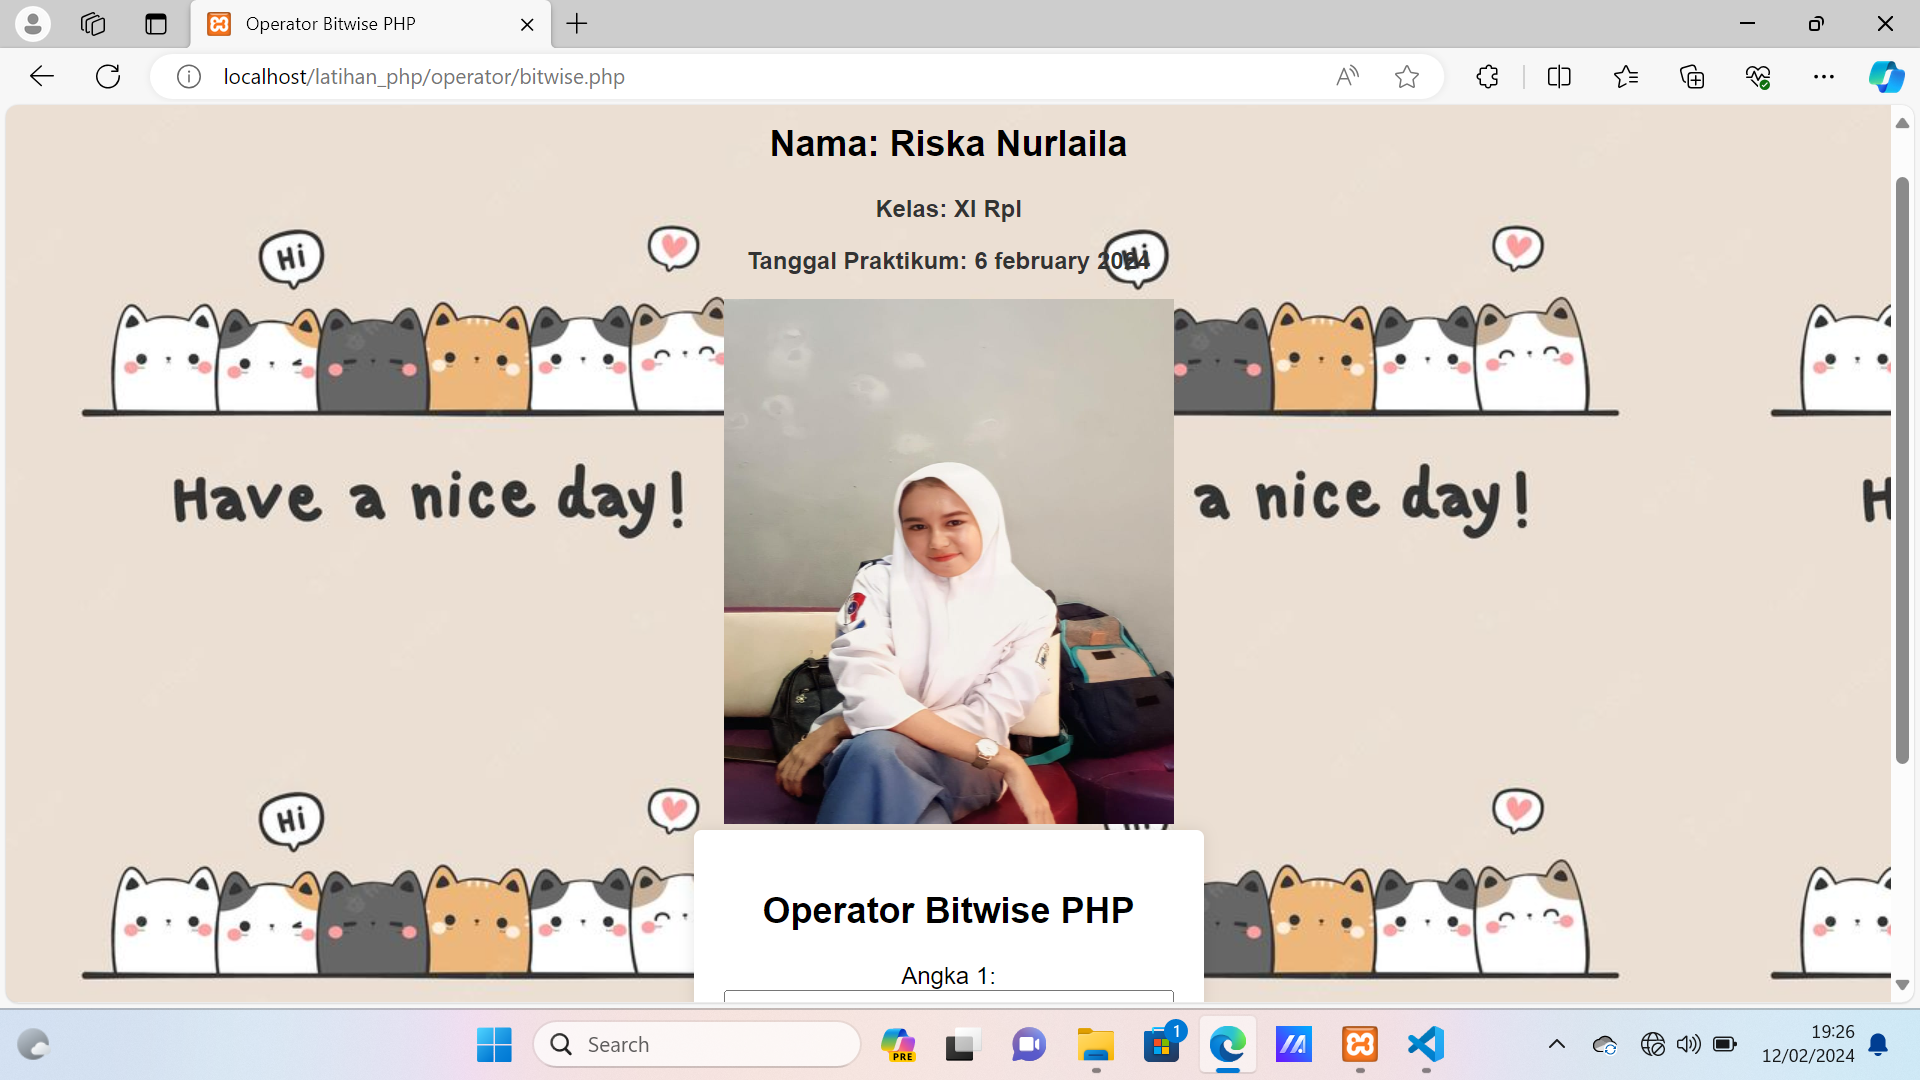 Operator Bitwise PHP
localhost/latihan_php/operator/bitwise.php
Nama: Riska Nurlaila
Kelas: XI Rpl
Tanggal Praktikum: 6 february 2024
Hi
Hi
Have a nice day!
a nice day!
H
Hi
Operator Bitwise PHP
Angka 1:
Search
PRE
1
19:26
12/02/2024